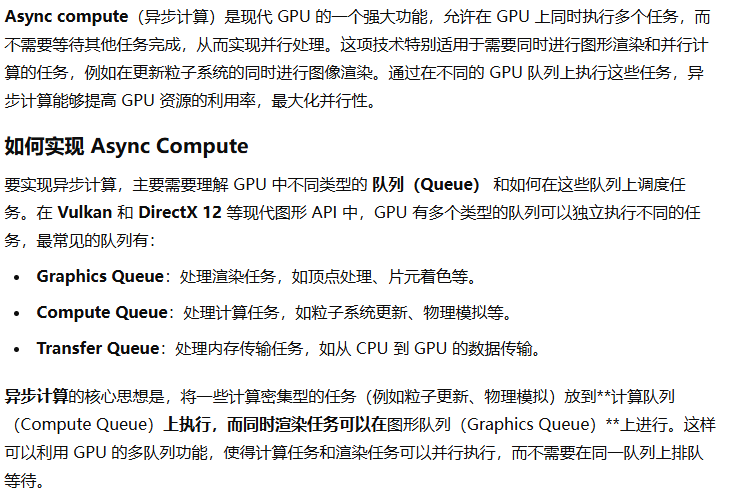 Async compute（异步计算）是现代 GPU 的一个强大功能，允许在 GPU 上同时执行多个任务，而
不需要等待其他任务完成，从而实现并行处理。这项技术特别适用于需要同时进行图形渲染和并行计
算的任务，例如在更新粒子系统的同时进行图像渲染。通过在不同的 GPU 队列上执行这些任务，异
步计算能够提高 GPU 资源的利用率，最大化并行性。
如何实现 Async Compute
要实现异步计算，主要需要理解 GPU 中不同类型的 队列（Queue） 和如何在这些队列上调度任
务。在 Vulkan 和 DirectX 12 等现代图形 API 中，GPU 有多个类型的队列可以独立执行不同的任
务，最常见的队列有：
• Graphics Queue：处理渲染任务，如顶点处理、片元着色等。
• Compute Queue：处理计算任务，如粒子系统更新、物理模拟等。
• Transfer Queue：处理内存传输任务，如从 CPU 到 GPU 的数据传输。
异步计算的核心思想是，将一些计算密集型的任务（例如粒子更新、物理模拟）放到**计算队列
（Compute Queue）上执行，而同时渲染任务可以在图形队列（Graphics Queue）**上进行。这样
可以利用 GPU 的多队列功能，使得计算任务和渲染任务可以并行执行，而不需要在同一队列上排队
等待。